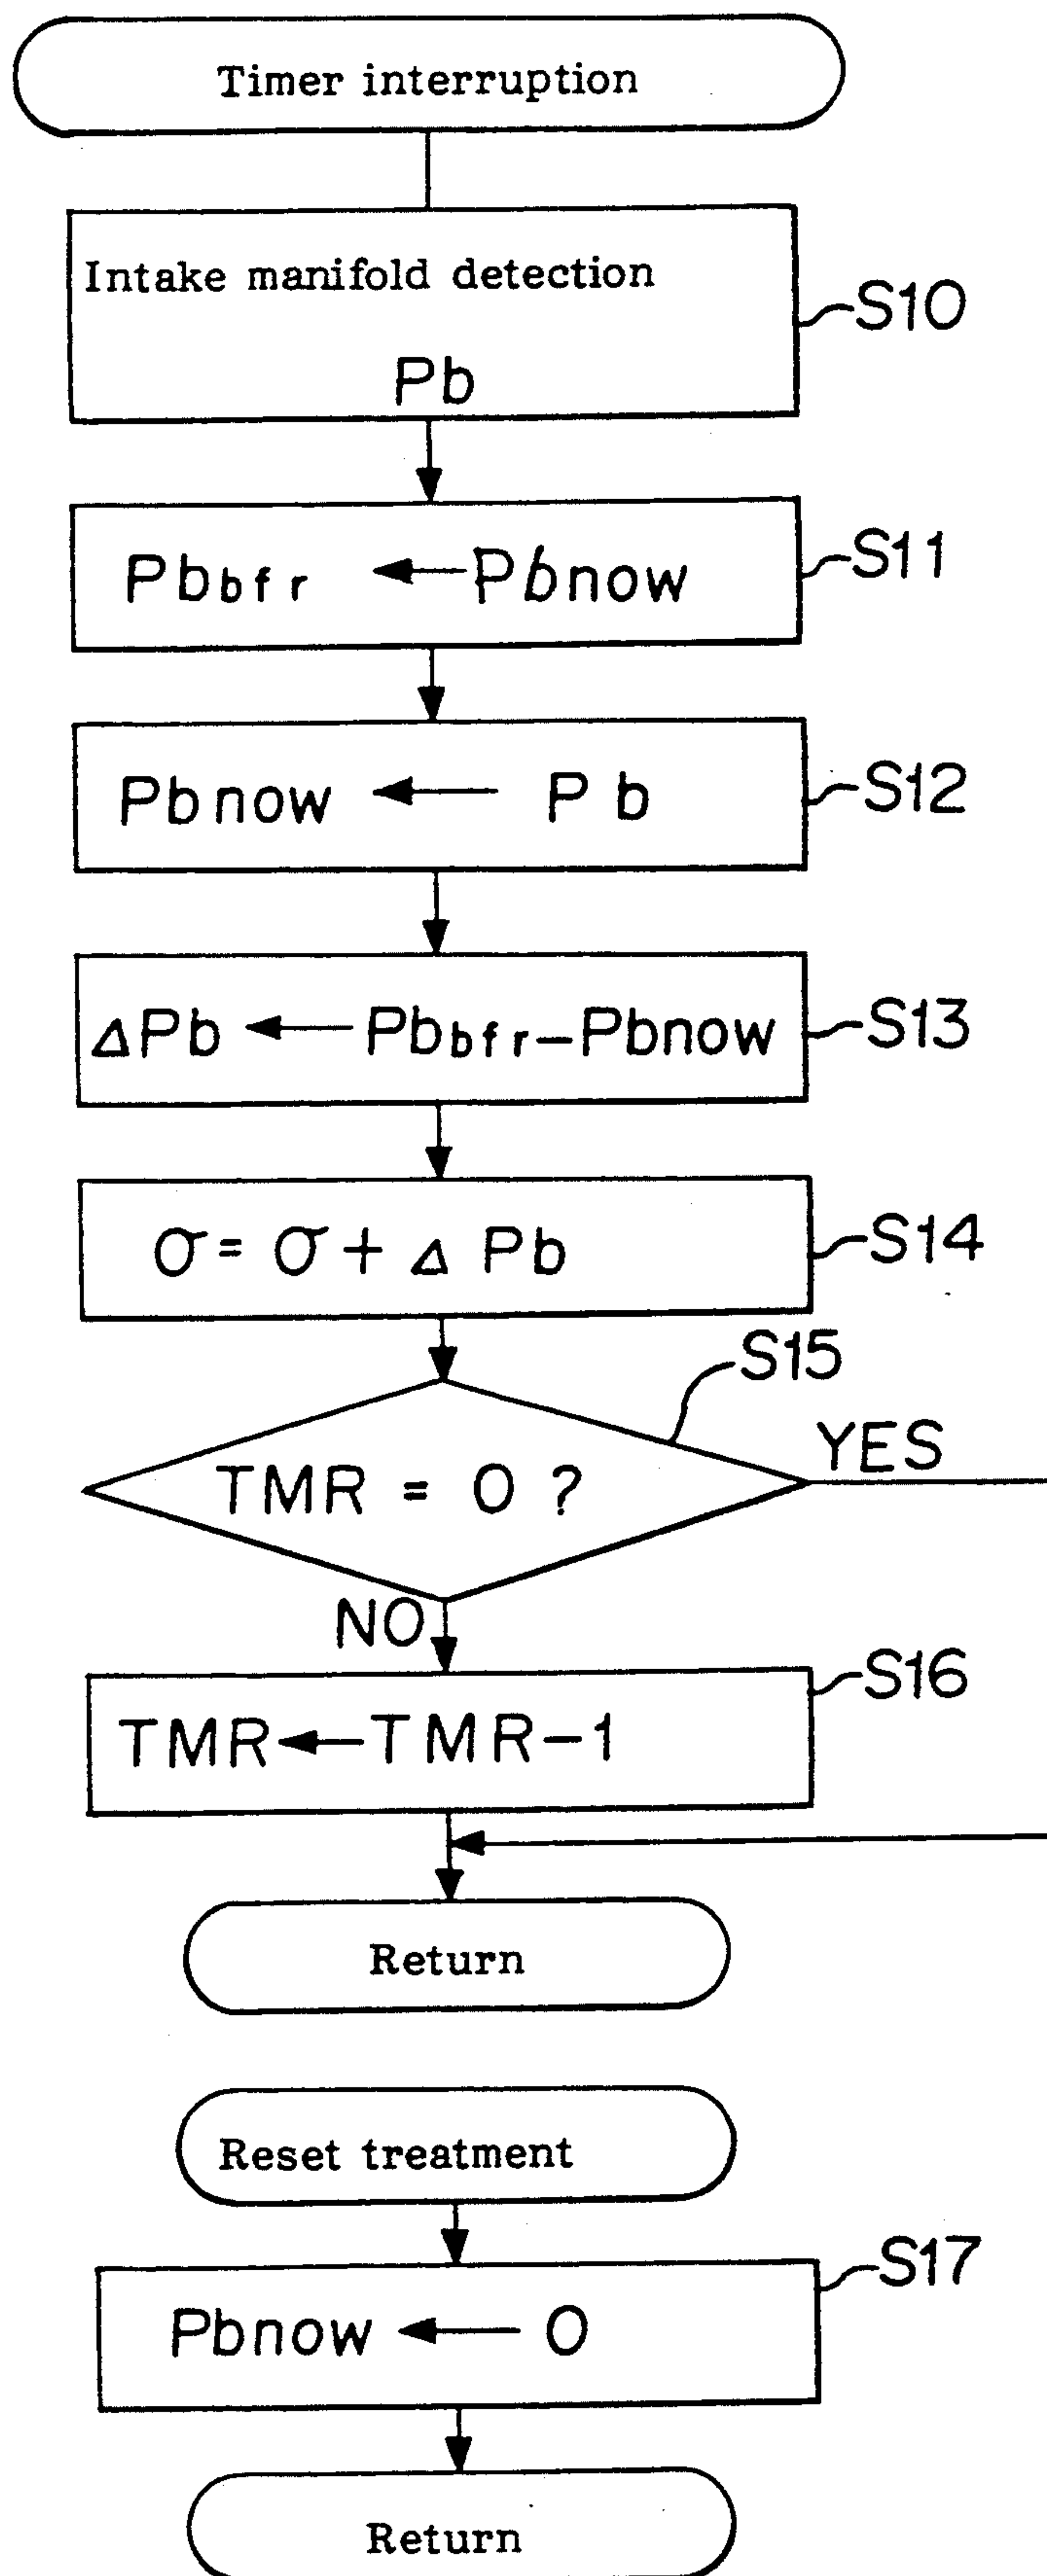 Timer interruption
Intake manifold detection
Pb
S10
Pbbfr ← Pbnow
S11
Pbnow ← Pb
S12
ΔPb ← Pbbfr-Pbnow
S13
σ = σ + Δ Pb
S14
S15
TMR = 0 ?
YES
NO
S16
TMR ← TMR-1
Return
Reset treatment
S17
Pbnow ← 0
Return